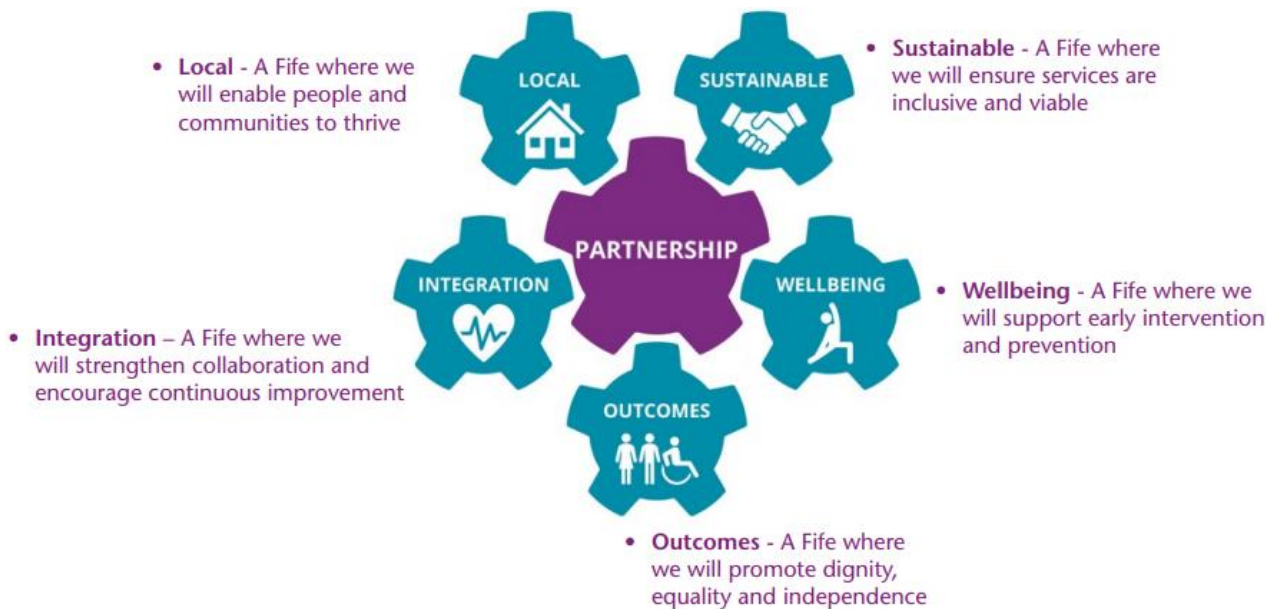 • Local - A Fife where we
will enable people and
communities to thrive
LOCAL
SUSTAINABLE
• Sustainable - A Fife where
we will ensure services are
inclusive and viable
PARTNERSHIP
INTEGRATION
• Integration – A Fife where we
will strengthen collaboration and
encourage continuous improvement
WELLBEING
• Wellbeing - A Fife where we
will support early intervention
and prevention
OUTCOMES
• Outcomes - A Fife where
we will promote dignity,
equality and independence